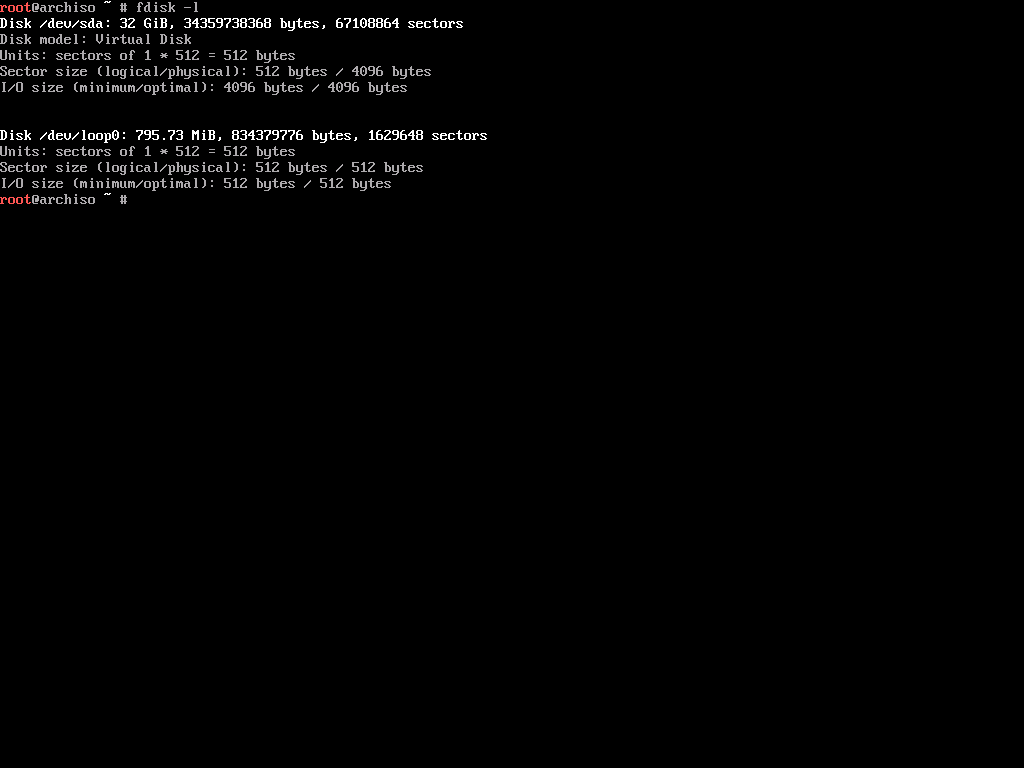 root@archiso ~ # fdisk -l
Disk /dev/sda: 32 GiB, 34359738368 bytes, 67108864 sectors
Disk model: Virtual Disk
Units: sectors of 1 * 512 = 512 bytes
Sector size (logical/physical): 512 bytes / 4096 bytes
I/O size (minimum/optimal): 4096 bytes / 4096 bytes
Disk /dev/loop0: 795.73 MiB, 834379776 bytes, 1629648 sectors
Units: sectors of 1 * 512 = 512 bytes
Sector size (logical/physical): 512 bytes / 512 bytes
I/O size (minimum/optimal): 512 bytes / 512 bytes
root@archiso ~ #